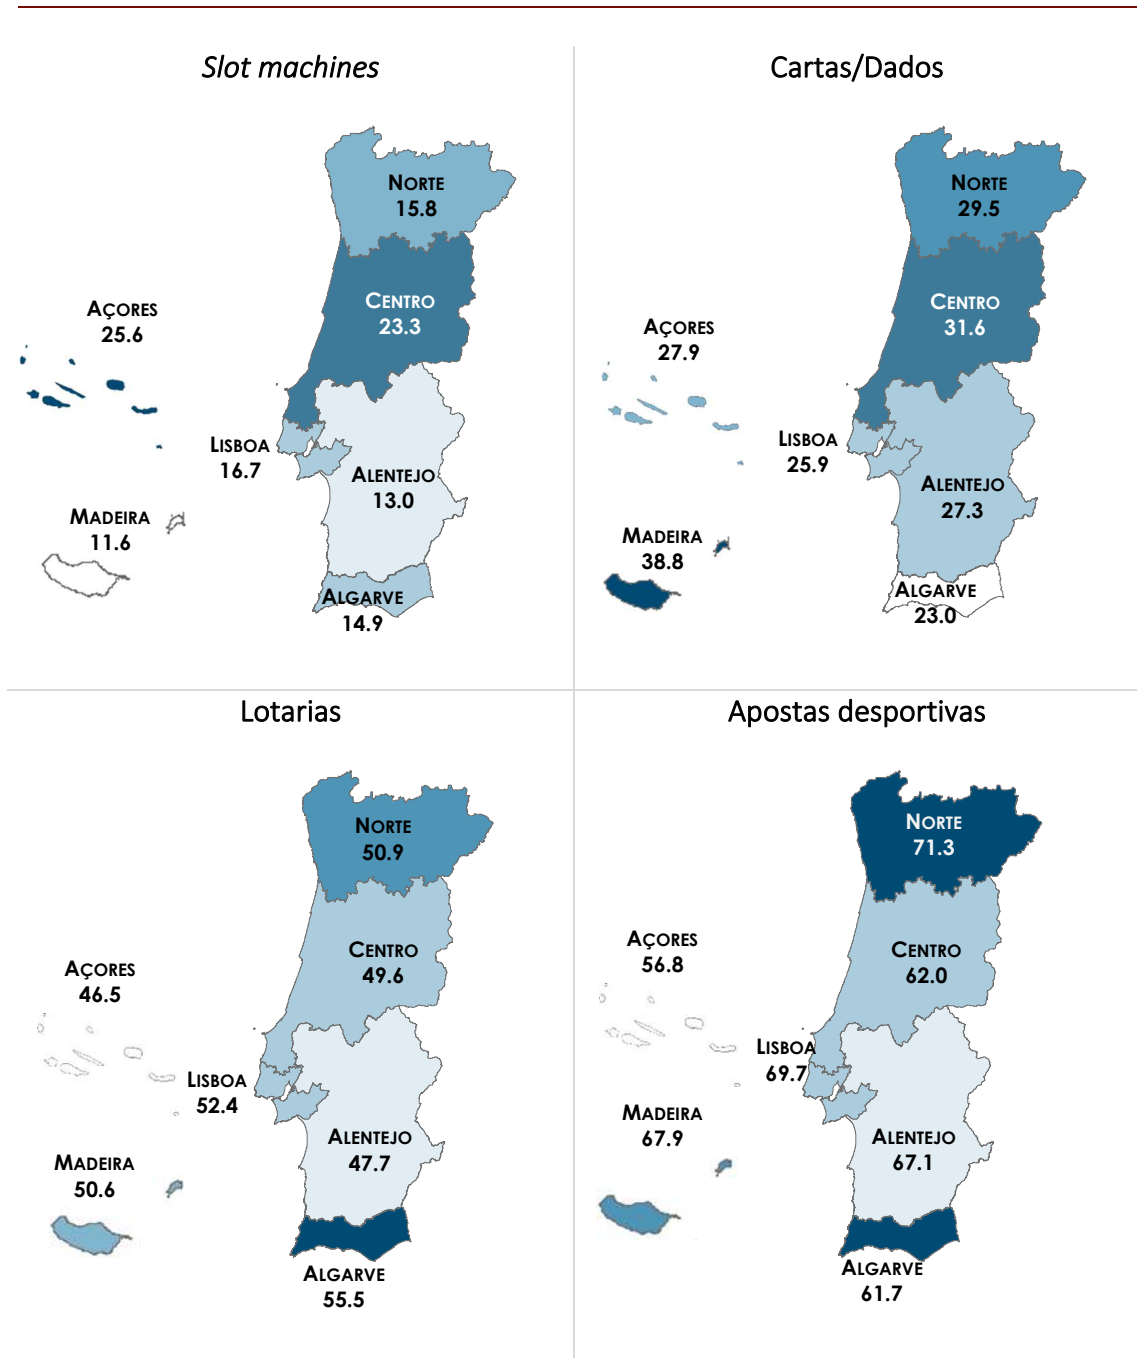 Slot machines
NORTE
15.8
CENTRO
23.3
AÇORES
25.6
LISBOA
16.7
ALENTEJO
13.0
MADEIRA
11.6
ALGARVE
14.9
Cartas/Dados
NORTE
29.5
CENTRO
31.6
AÇORES
27.9
LISBOA
25.9
ALENTEJO
27.3
MADEIRA
38.8
ALGARVE
23.0
Lotarias
NORTE
50.9
CENTRO
49.6
AÇORES
46.5
LISBOA
52.4
ALENTEJO
47.7
MADEIRA
50.6
ALGARVE
55.5
Apostas desportivas
NORTE
71.3
CENTRO
62.0
AÇORES
56.8
LISBOA
69.7
MADEIRA
67.9
ALENTEJO
67.1
ALGARVE
61.7